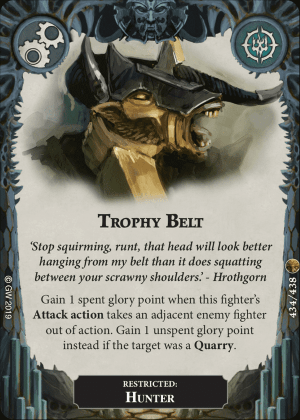 TROPHY BELT
'Stop squirming, runt, that head will look better
hanging from my belt than it does squatting
between your scrawny shoulders.' - Hrothgorn
Gain 1 spent glory point when this fighter's
Attack action takes an adjacent enemy fighter
out of action. Gain 1 unspent glory point
instead if the target was a Quarry.
RESTRICTED:
HUNTER
© GW 2019
434/438